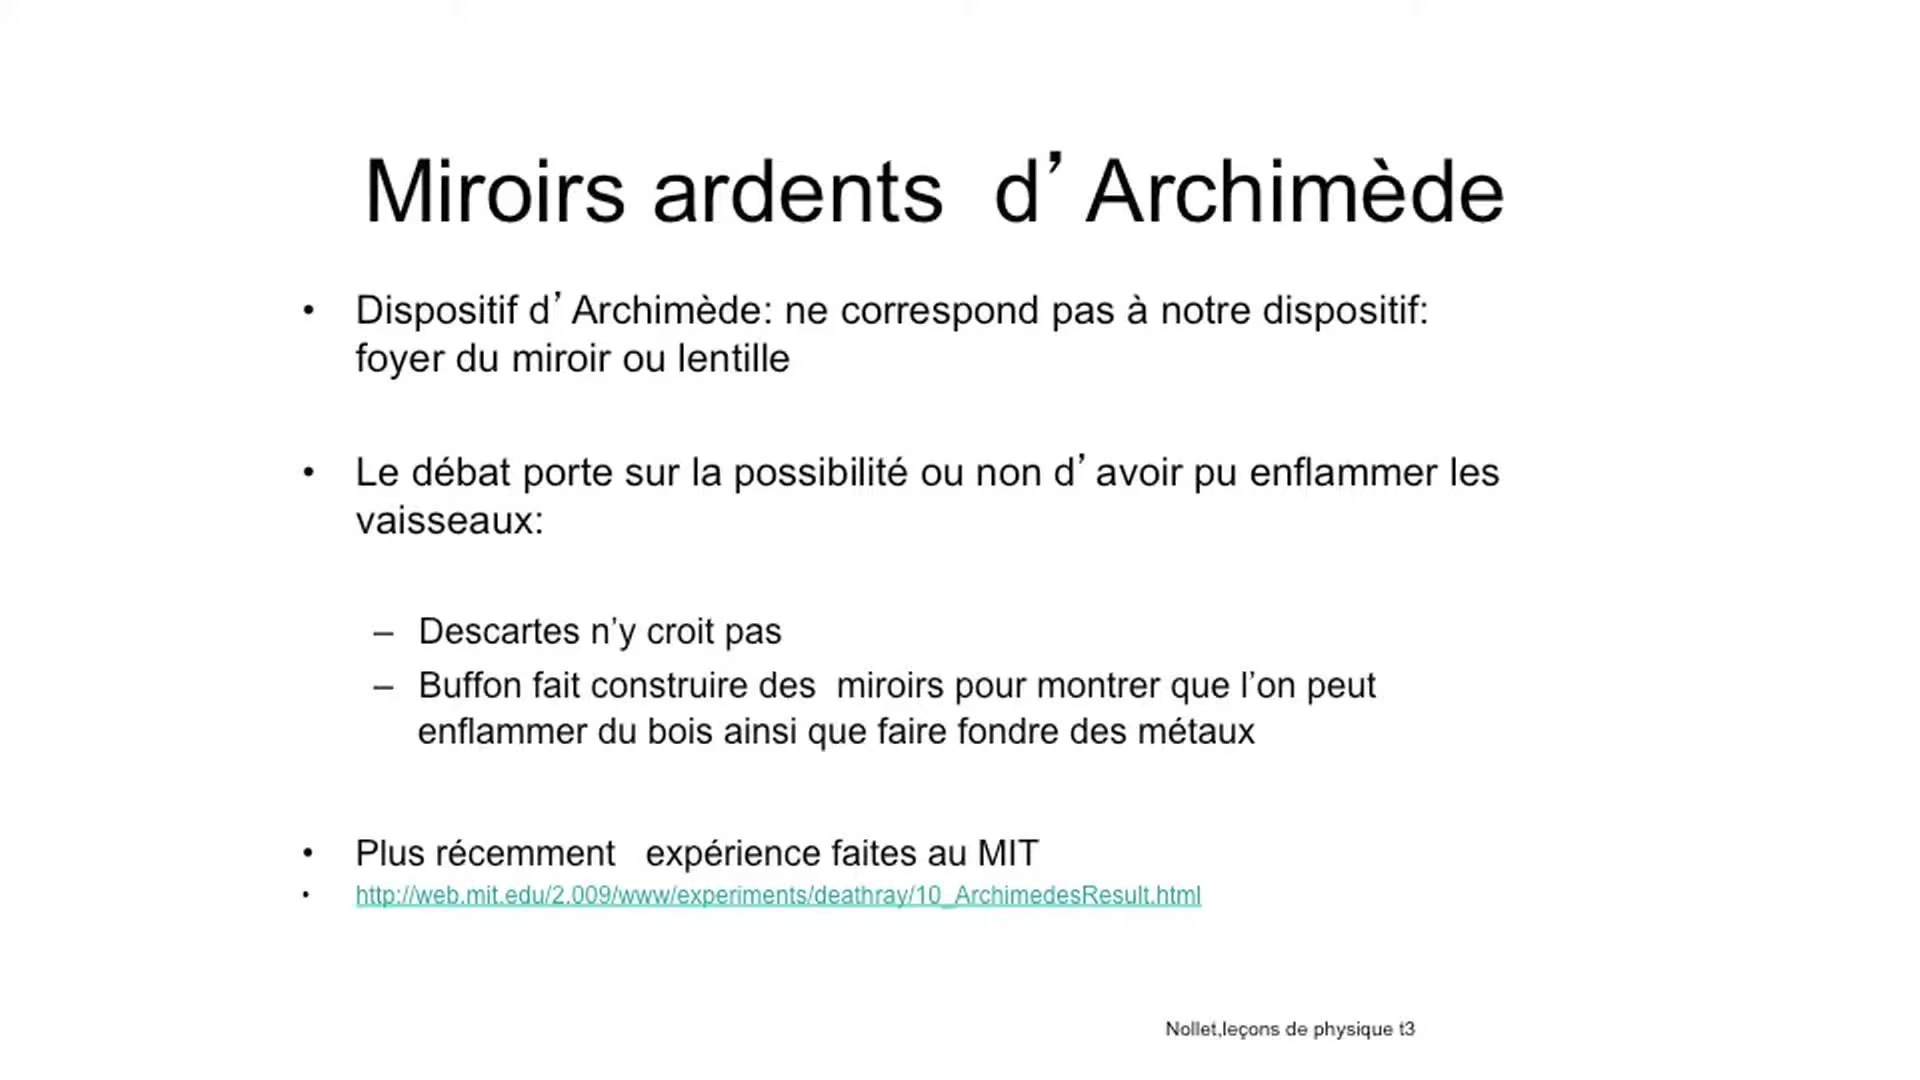 Miroirs ardents d’ Archimède
• Dispositif d’ Archimède: ne correspond pas à notre dispositif:
foyer du miroir ou lentille
• Le débat porte sur la possibilité ou non d’ avoir pu enflammer les
vaisseaux:
– Descartes n’y croit pas
– Buffon fait construire des miroirs pour montrer que l’on peut
enflammer du bois ainsi que faire fondre des métaux
• Plus récemment expérience faites au MIT
• http://web.mit.edu/2.009/www/experiments/deathray/10_ArchimedesResult.html
Nollet,leçons de physique t3